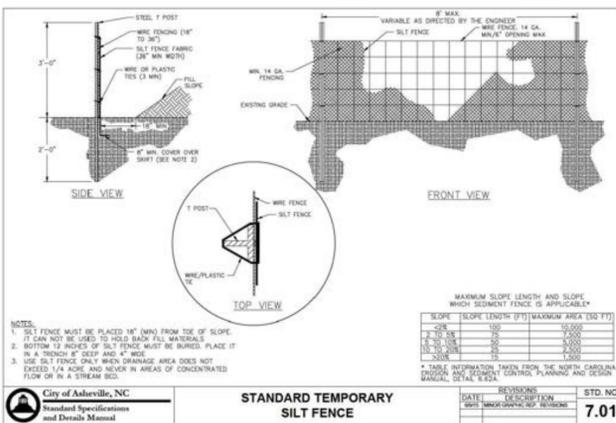 STEEL T POST
WIRE FENCING (18"
TO 36")
SILT FENCE FABRIC
(36" MIN WIDTH)
WIRE OR PLASTIC
TIES (3 MIN)
FILL
SLOPE
3'-0"
18" MIN.
2'-0"
8" MIN. COVER OVER
SKIRT (SEE NOTE 2)
SIDE VIEW
8' MAX.
VARIABLE AS DIRECTED BY THE ENGINEER
SILT FENCE
WIRE FENCE, 14 GA.
MIN/6" OPENING MAX
MIN. 14 GA.
FENCING
EXISTING GRADE
FRONT VIEW
WIRE FENCE
T POST
SILT FENCE
WIRE/PLASTIC
TIE
TOP VIEW
NOTES:
1. SILT FENCE MUST BE PLACED 18" (MIN) FROM TOE OF SLOPE.
IT CAN NOT BE USED TO HOLD BACK FILL MATERIALS
2. BOTTOM 12 INCHES OF SILT FENCE MUST BE BURIED. PLACE IT
IN A TRENCH 8" DEEP AND 4" WIDE
3. USE SILT FENCE ONLY WHEN DRAINAGE AREA DOES NOT
EXCEED 1/4 ACRE AND NEVER IN AREAS OF CONCENTRATED
FLOW OR IN A STREAM BED.
MAXIMUM SLOPE LENGTH AND SLOPE
WHICH SEDIMENT FENCE IS APPLICABLE*
SLOPE SLOPE LENGTH (FT) MAXIMUM AREA (SQ FT)
<2% 100 10,000
2 TO 5% 75 7,500
5 TO 10% 50 5,000
10 TO 20% 25 2,500
>20% 15 1,500
* TABLE INFORMATION TAKEN FROM THE NORTH CAROLINA
EROSION AND SEDIMENT CONTROL PLANNING AND DESIGN
MANUAL, DETAIL 6.62A.
City of Asheville, NC
Standard Specifications
and Details Manual
STANDARD TEMPORARY
SILT FENCE
REVISIONS
DATE DESCRIPTION
MINOR GRAPHIC REP. REVISIONS
STD. NO.
7.01